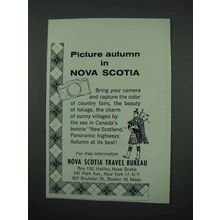 Picture autumn
in
NOVA SCOTIA
Bring your camera
and capture the color
of country fairs, the beauty
of foliage, the charm
of sunny villages by
the sea in Canada's
bonnie "New Scotland."
Panoramic highways.
Autumn at its best!
For free information
NOVA SCOTIA TRAVEL BUREAU
Box 130, Halifax, Nova Scotia
247 Park Ave., New York 17, N.Y.
607 Boylston St., Boston 16, Mass.